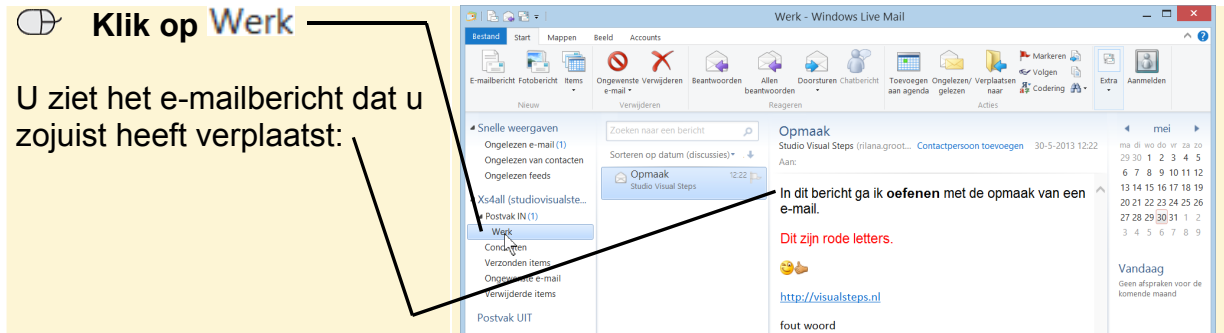 Klik op Werk
U ziet het e-mailbericht dat u
zojuist heeft verplaatst:
Werk - Windows Live Mail
Bestand Start Mappen Beeld Accounts
E-mailbericht Fotobericht Items
Nieuw
Ongewenste e-mail Verwijderen
Verwijderen
Beantwoorden Allen beantwoorden Doorsturen Chatbericht
Reageren
Toevoegen aan agenda Ongelezen/ gelezen Verplaatsen naar
Markeren
Volgen
Codering
Acties
Extra
Aanmelden
Snelle weergaven
Ongelezen e-mail (1)
Ongelezen van contacten
Ongelezen feeds
Xs4all (studiovisualste...
Postvak IN (1)
Werk
Verzonden items
Ongewenste e-mail
Verwijderde items
Postvak UIT
Zoeken naar een bericht
Sorteren op datum (discussies)
Opmaak 12:22
Studio Visual Steps
Opmaak
Studio Visual Steps (rilana.groot... Contactpersoon toevoegen 30-5-2013 12:22
Aan:
In dit bericht ga ik oefenen met de opmaak van een
e-mail.
Dit zijn rode letters.
http://visualsteps.nl
fout woord
mei
ma di wo do vr za zo
29 30 1 2 3 4 5
6 7 8 9 10 11 12
13 14 15 16 17 18 19
20 21 22 23 24 25 26
27 28 29 30 31 1 2
3 4 5 6 7 8 9
Vandaag
Geen afspraken voor de
komende maand